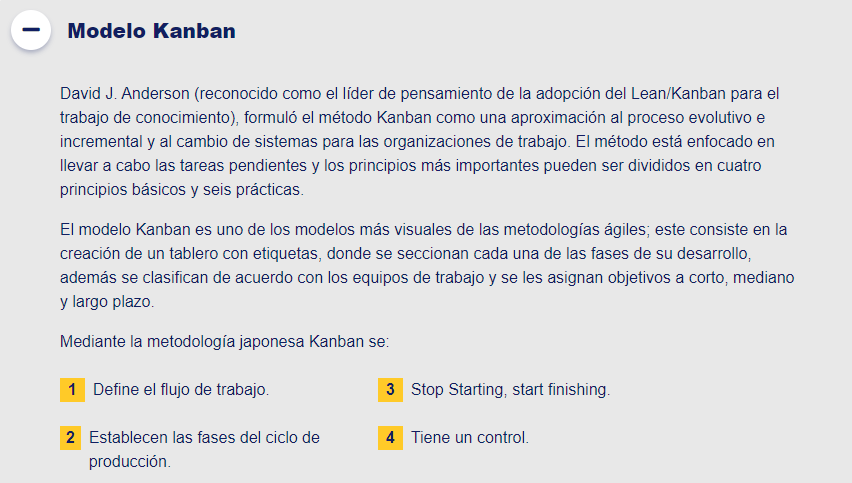 Modelo Kanban
David J. Anderson (reconocido como el líder de pensamiento de la adopción del Lean/Kanban para el
trabajo de conocimiento), formuló el método Kanban como una aproximación al proceso evolutivo e
incremental y al cambio de sistemas para las organizaciones de trabajo. El método está enfocado en
llevar a cabo las tareas pendientes y los principios más importantes pueden ser divididos en cuatro
principios básicos y seis prácticas.
El modelo Kanban es uno de los modelos más visuales de las metodologías ágiles; este consiste en la
creación de un tablero con etiquetas, donde se seccionan cada una de las fases de su desarrollo,
además se clasifican de acuerdo con los equipos de trabajo y se les asignan objetivos a corto, mediano
y largo plazo.
Mediante la metodología japonesa Kanban se:
1 Define el flujo de trabajo.
2 Establecen las fases del ciclo de
producción.
3 Stop Starting, start finishing.
4 Tiene un control.